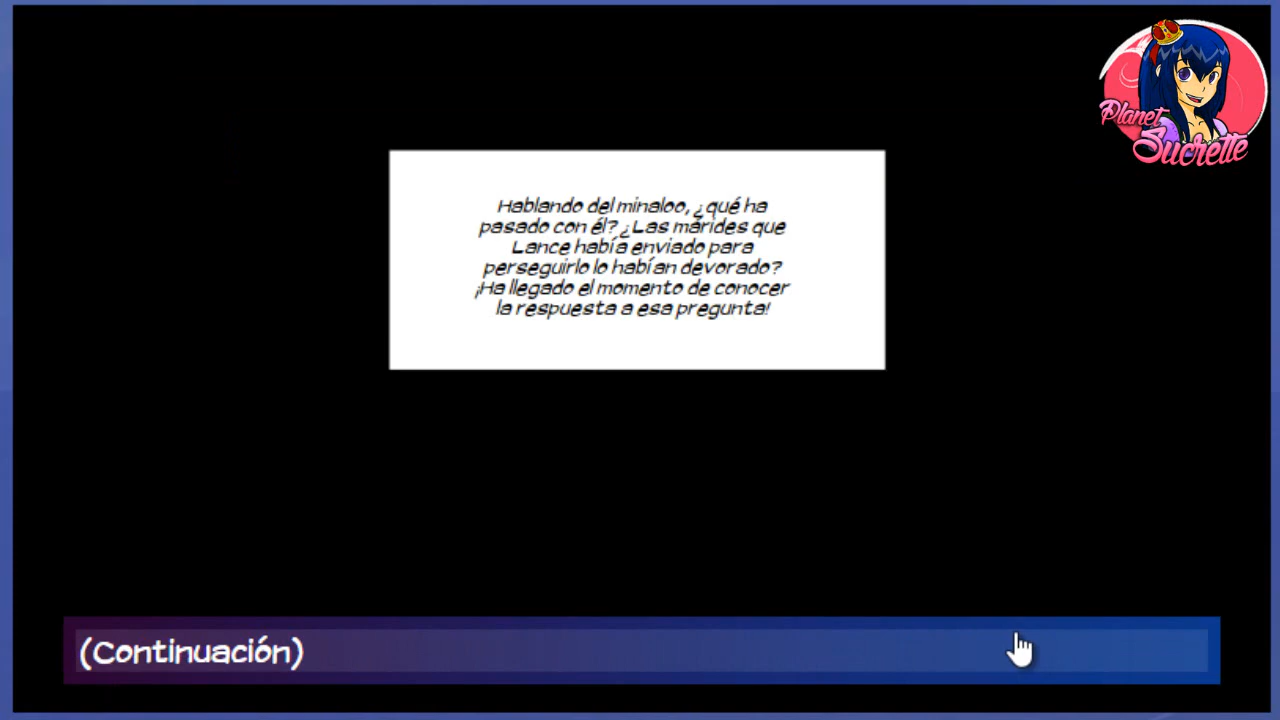 Planet
Sucrette
Hablando del minaloo, ¿qué ha
pasado con él? ¿Las márides que
Lance había enviado para
perseguirlo lo habían devorado?
¡Ha llegado el momento de conocer
la respuesta a esa pregunta!
(Continuación)